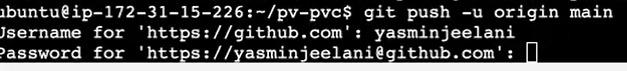 ubuntu@ip-172-31-15-226:~/pv-pvc$ git push -u origin main
Username for 'https://github.com': yasminjeelani
Password for 'https://yasminjeelani@github.com':